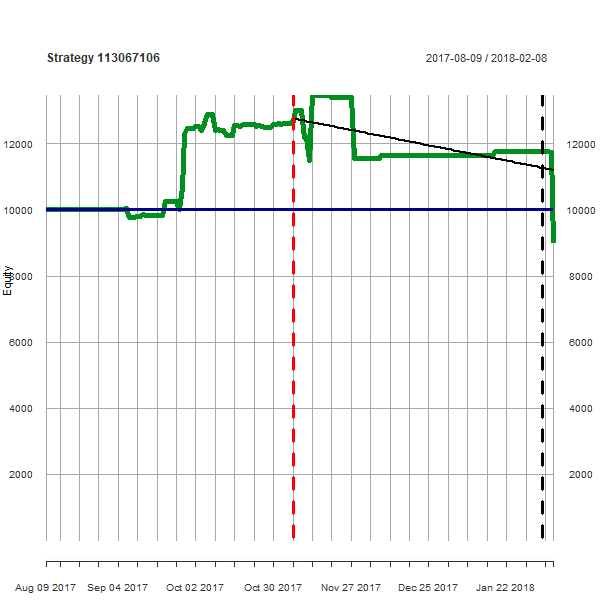 Strategy 113067106
2017-08-09 / 2018-02-08
12000
12000
10000
10000
Equity
8000
8000
6000
6000
4000
4000
2000
2000
Aug 09 2017
Sep 04 2017
Oct 02 2017
Oct 30 2017
Nov 27 2017
Dec 25 2017
Jan 22 2018